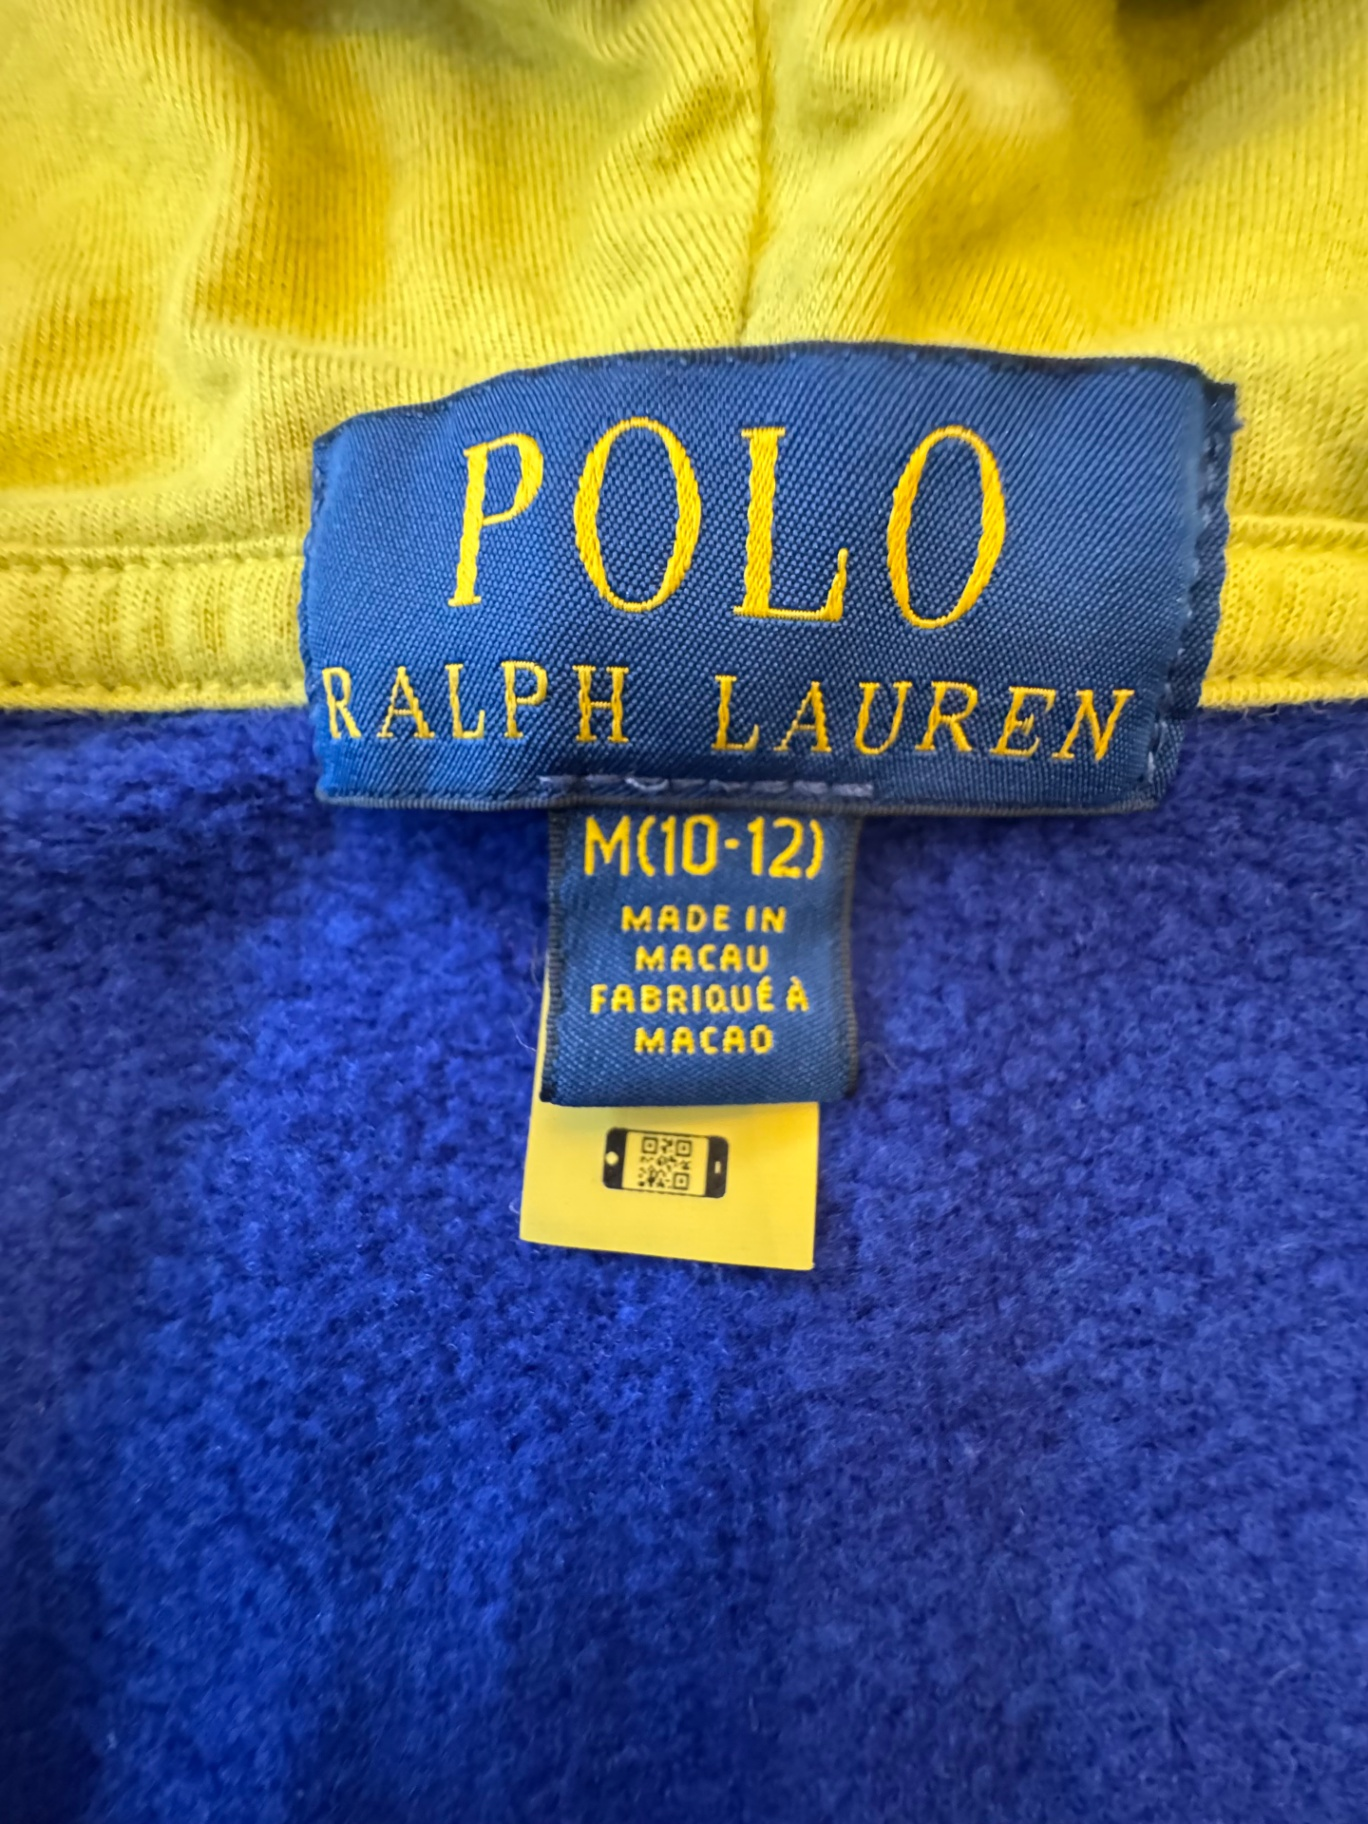 POLO
RALPH LAUREN
M(10-12)
MADE IN
MACAU
FABRIQUÉ À
MACAO